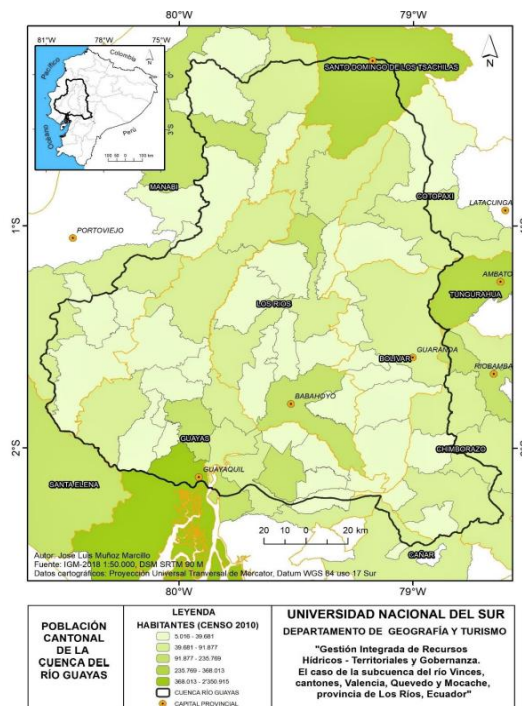 80°W
79°W
81°W
78°W
75°W
Colombia
Pacífico
Océano
Perú
3°S
N
SANTO DOMINGO DE LOS TSACHILAS
MANABI
COTOPAXI
LATACUNGA
1°S
PORTOVIEJO
1°S
AMBATO
TUNGURAHUA
LOS RIOS
BOLIVAR
GUARANDA
RIOBAMBA
BABAHOYO
2°S
GUAYAS
CHIMBORAZO
GUAYAQUIL
SANTA ELENA
20 10 0 20 km
CAÑAR
Autor: Jose Luis Muñoz Marcillo
Fuente: IGM-2018 1:50.000, DSM SRTM 90 M
Datos cartográficos: Proyección Universal Tranversal de Mercator, Datum WGS 84 uso 17 Sur
80°W
79°W
POBLACIÓN
CANTONAL
DE LA
CUENCA DEL
RÍO GUAYAS
LEYENDA
HABITANTES (CENSO 2010)
5.016 -39.681
39.681 - 91.877
91.877 - 235.769
235.769 - 368.013
368.013 - 2'350.915
CUENCA RÍO GUAYAS
CAPITAL PROVINCIAL
UNIVERSIDAD NACIONAL DEL SUR
DEPARTAMENTO DE GEOGRAFÍA Y TURISMO
"Gestión Integrada de Recursos
Hídricos - Territoriales y Gobernanza.
El caso de la subcuenca del río Vinces,
cantones, Valencia, Quevedo y Mocache,
provincia de Los Ríos, Ecuador"